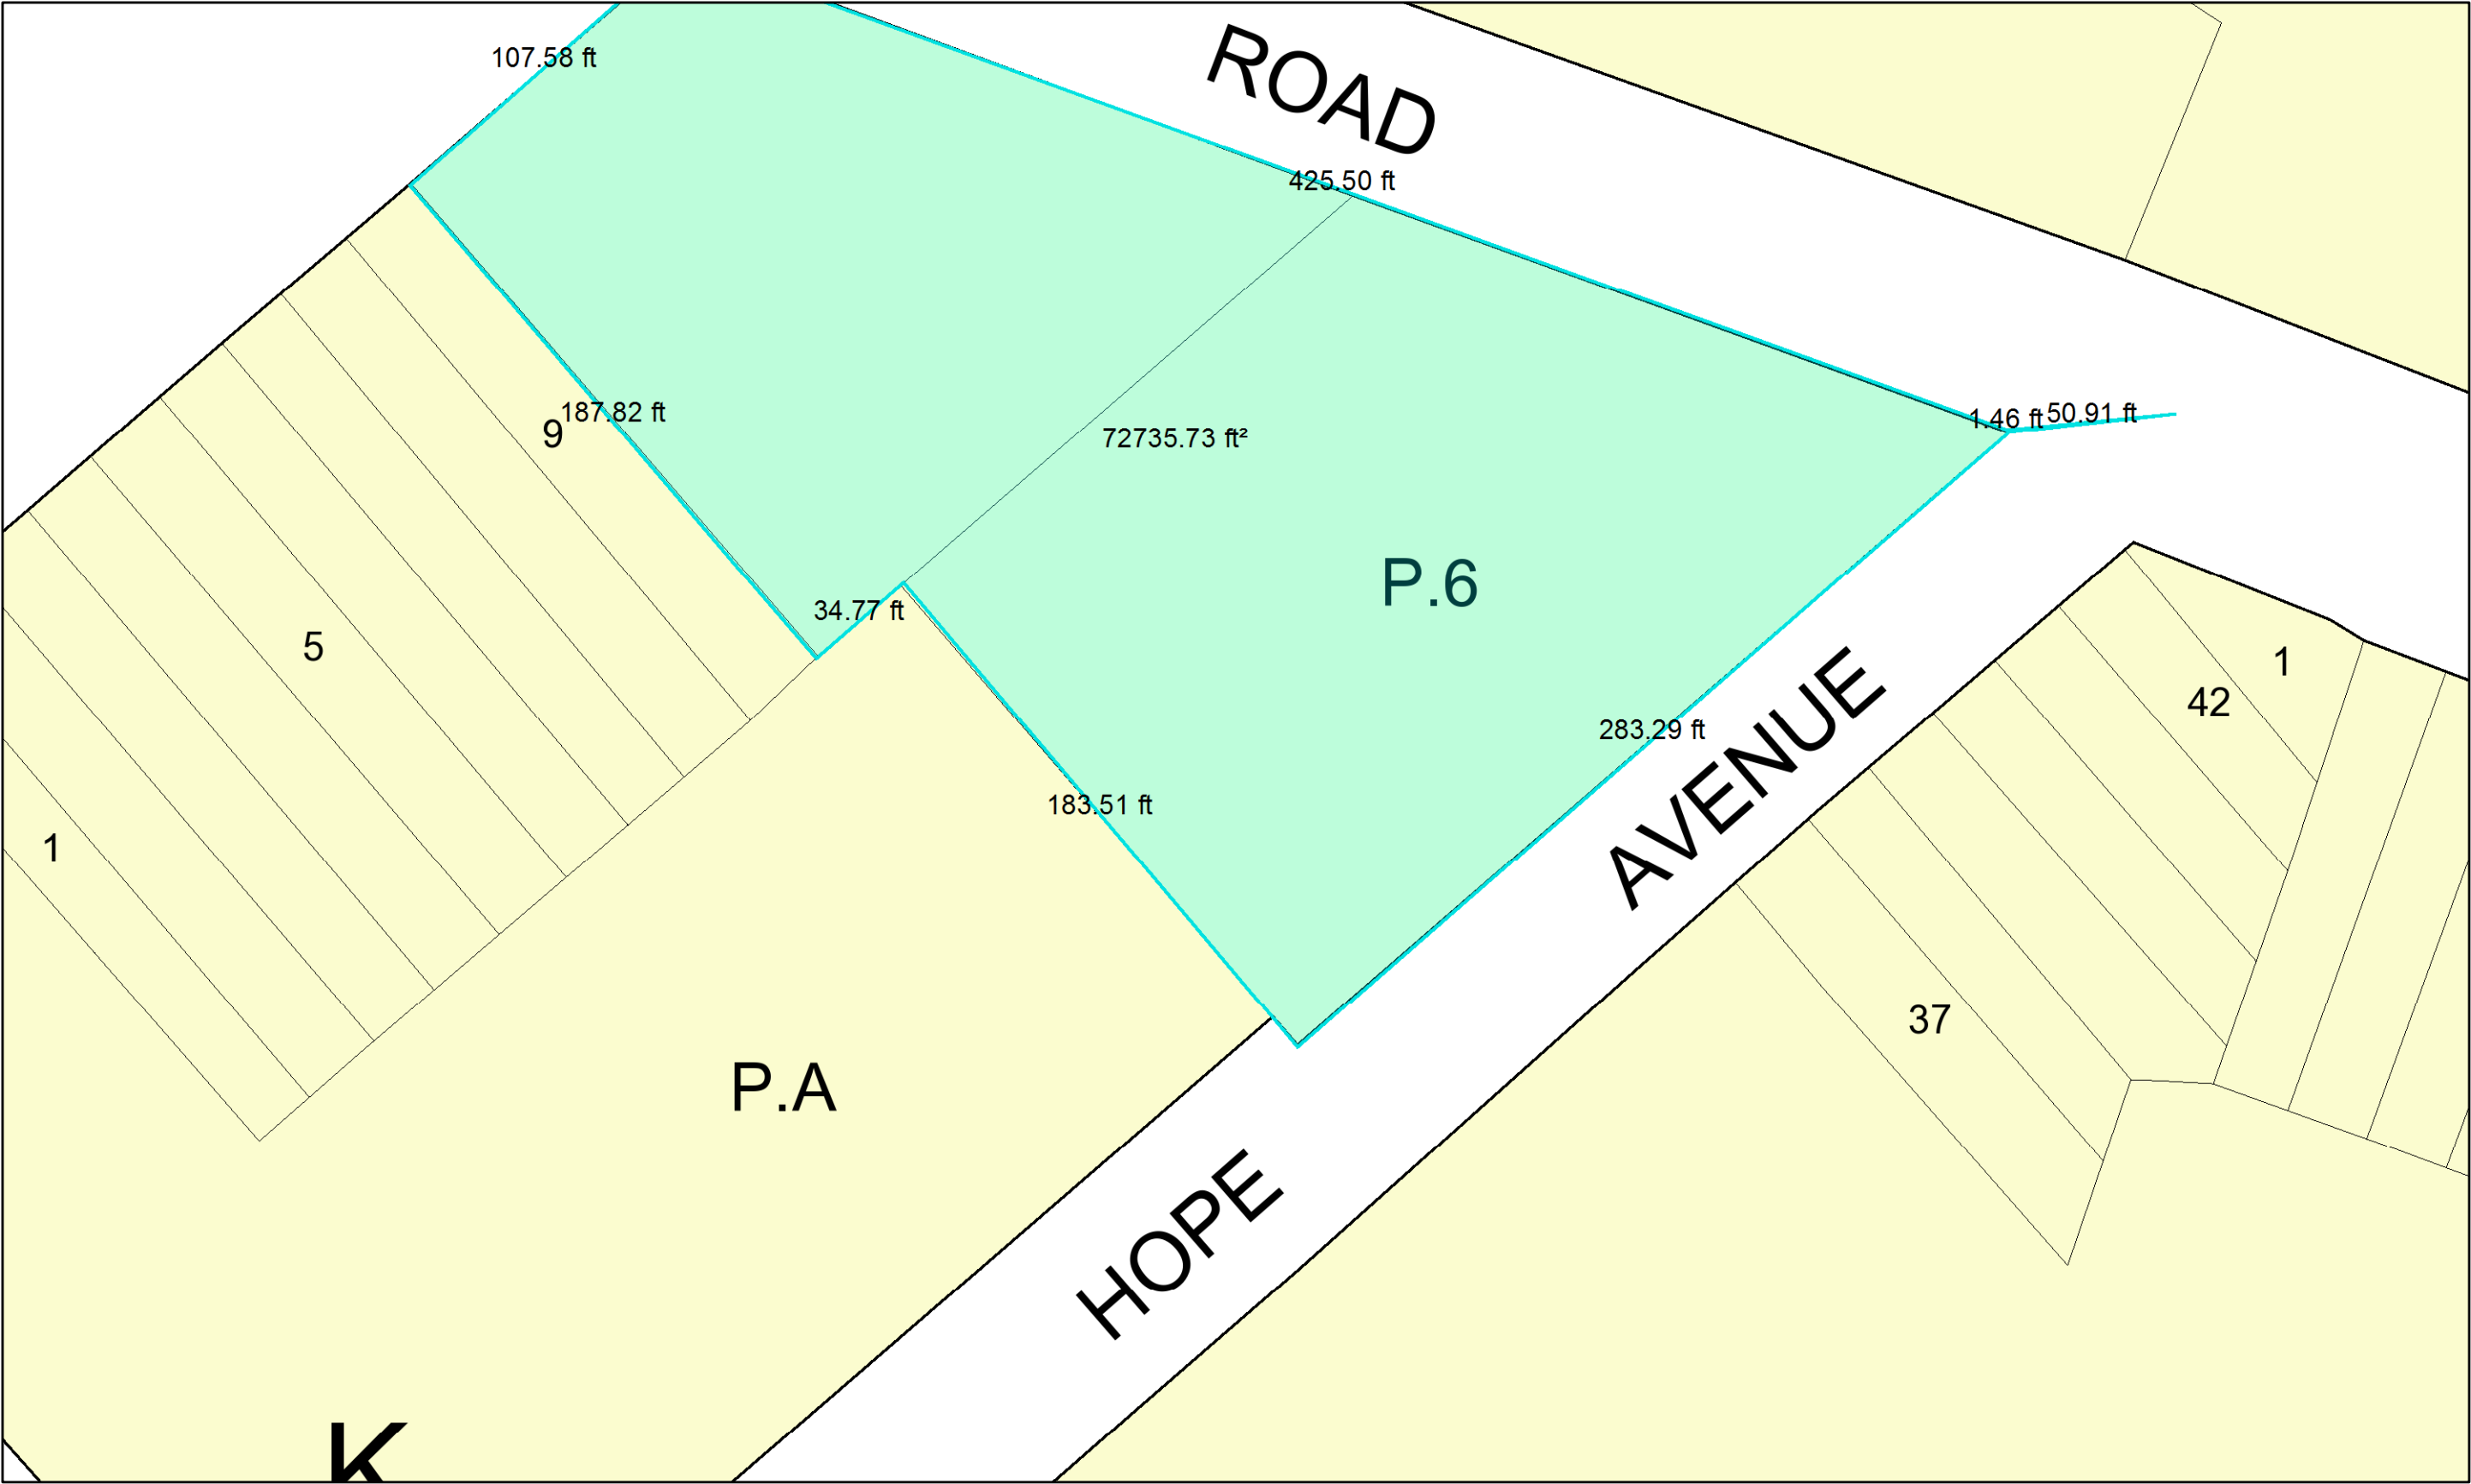 107.58 ft
ROAD
425.50 ft
187.82 ft
9
72735.73 ft²
1.46 ft
50.91 ft
34.77 ft
P.6
5
1
42
283.29 ft
AVENUE
183.51 ft
1
37
P.A
HOPE
K